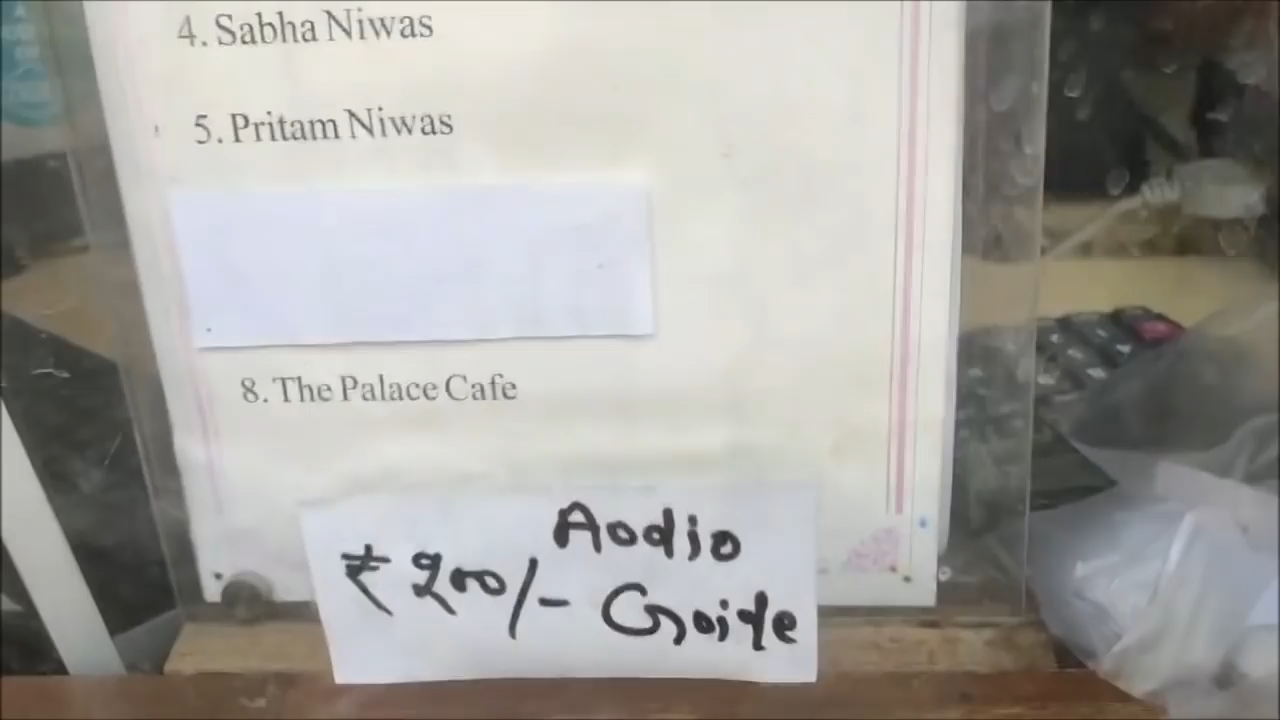 4. Sabha Niwas
5. Pritam Niwas
8. The Palace Cafe
Aodio
₹ 200/- Goide